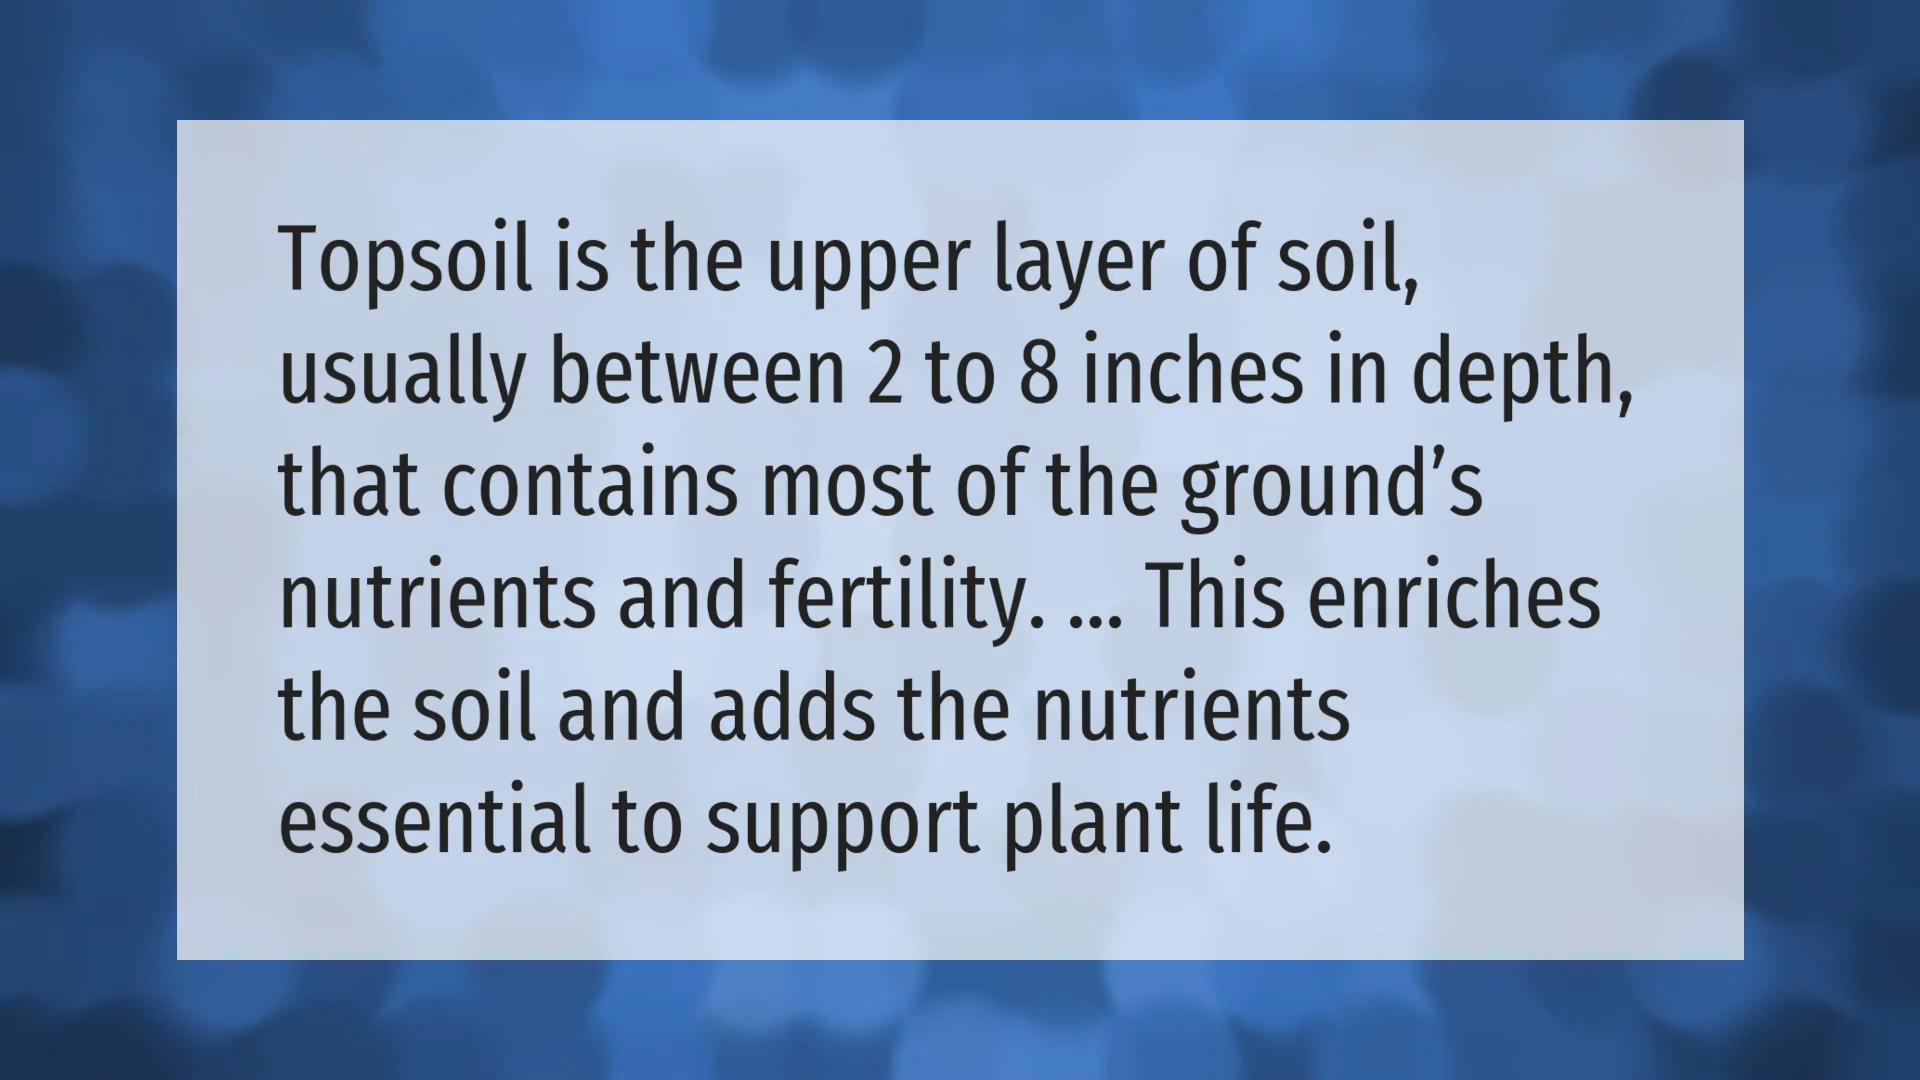 Topsoil is the upper layer of soil,
usually between 2 to 8 inches in depth,
that contains most of the ground’s
nutrients and fertility. ... This enriches
the soil and adds the nutrients
essential to support plant life.